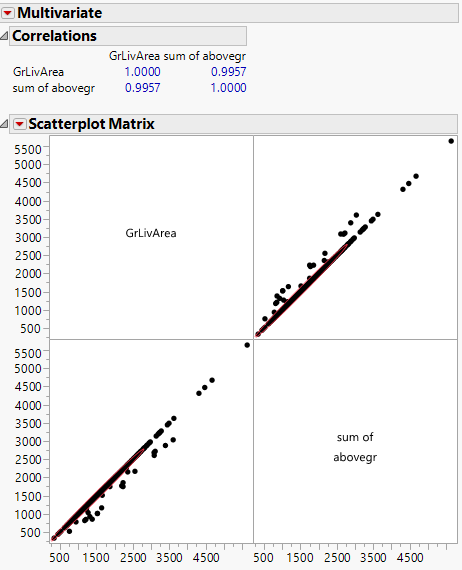 Multivariate
Correlations
GrLivArea sum of abovegr
GrLivArea 1.0000 0.9957
sum of abovegr 0.9957 1.0000
Scatterplot Matrix
5500
5000
4500
4000
3500
3000
2500
2000
1500
1000
500
GrLivArea
5500
5000
4500
4000
3500
3000
2500
2000
1500
1000
500
sum of
abovegr
500 1500 2500 3500 4500 500 1500 2500 3500 4500